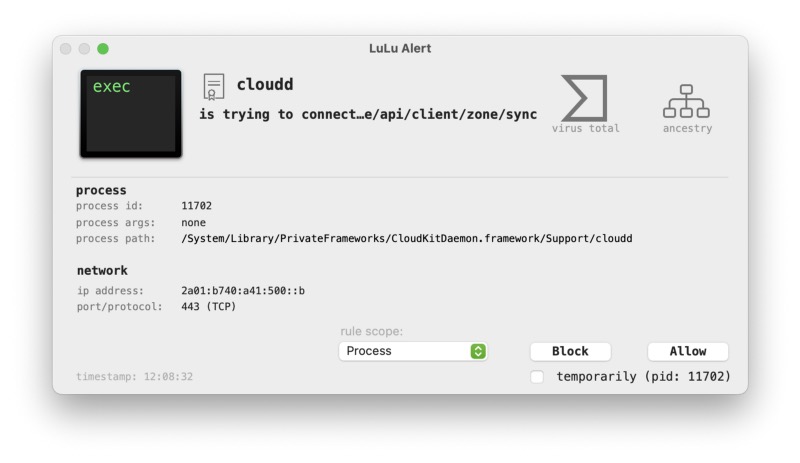 LuLu Alert
exec
cloudd
is trying to connect…e/api/client/zone/sync
virus total
ancestry
process
process id: 11702
process args: none
process path: /System/Library/PrivateFrameworks/CloudKitDaemon.framework/Support/cloudd
network
ip address: 2a01:b740:a41:500::b
port/protocol: 443 (TCP)
rule scope:
Process
Block
Allow
timestamp: 12:08:32
temporarily (pid: 11702)